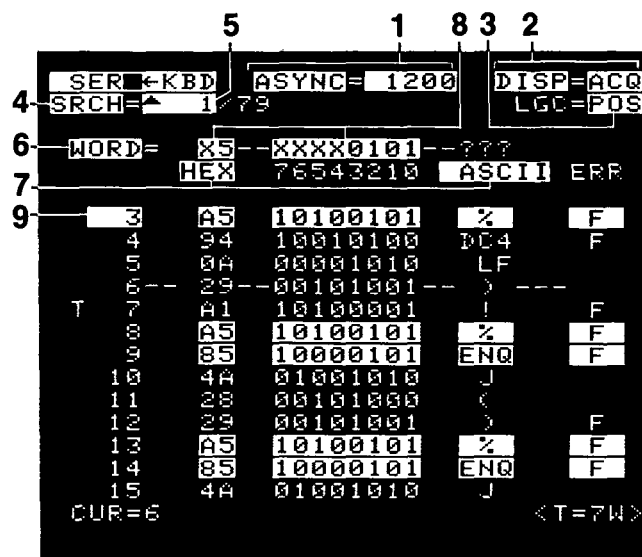 5 1 8 3 2
SER ←KBD ASYNC= 1200 DISP=ACQ
4 SRCH=▲ 1/79 LGC=POS
6 WORD= X5--XXXX0101--???
7 HEX 76543210 ASCII ERR
9 3 A5 10100101 % F
4 94 10010100 DC4 F
5 0A 00001010 LF
6-- 29--00101001-- ) ---
T 7 A1 10100001 ! F
8 A5 10100101 % F
9 85 10000101 ENQ F
10 4A 01001010 J
11 28 00101000 (
12 29 00101001 ) F
13 A5 10100101 % F
14 85 10000101 ENQ F
15 4A 01001010 J
CUR=6 <T=7W>